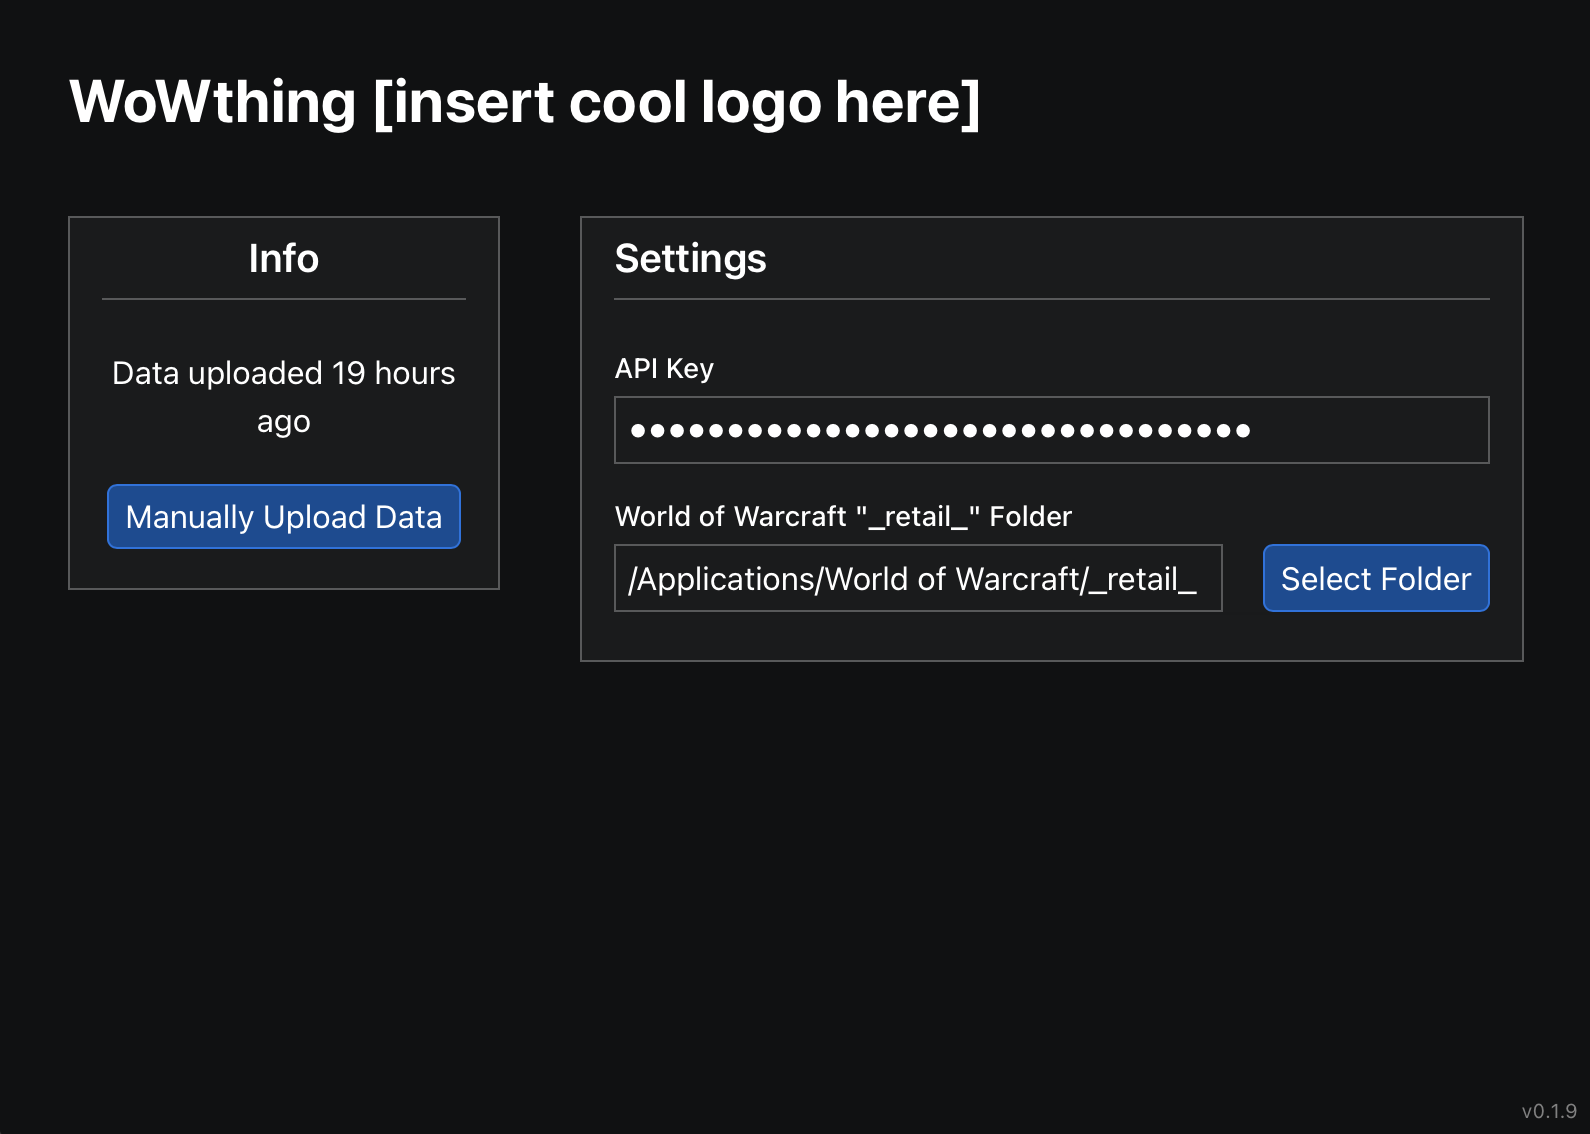 WoWthing [insert cool logo here]
Info
Data uploaded 19 hours
ago
Manually Upload Data
Settings
API Key
••••••••••••••••••••••••••••••••
World of Warcraft "_retail_" Folder
/Applications/World of Warcraft/_retail_
Select Folder
v0.1.9